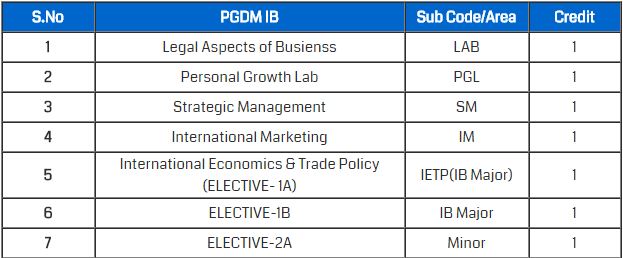 S.No PGDM IB Sub Code/Area Credit
1 Legal Aspects of Busienss LAB 1
2 Personal Growth Lab PGL 1
3 Strategic Management SM 1
4 International Marketing IM 1
5 International Economics & Trade Policy (ELECTIVE- 1A) IETP(IB Major) 1
6 ELECTIVE-1B IB Major 1
7 ELECTIVE-2A Minor 1